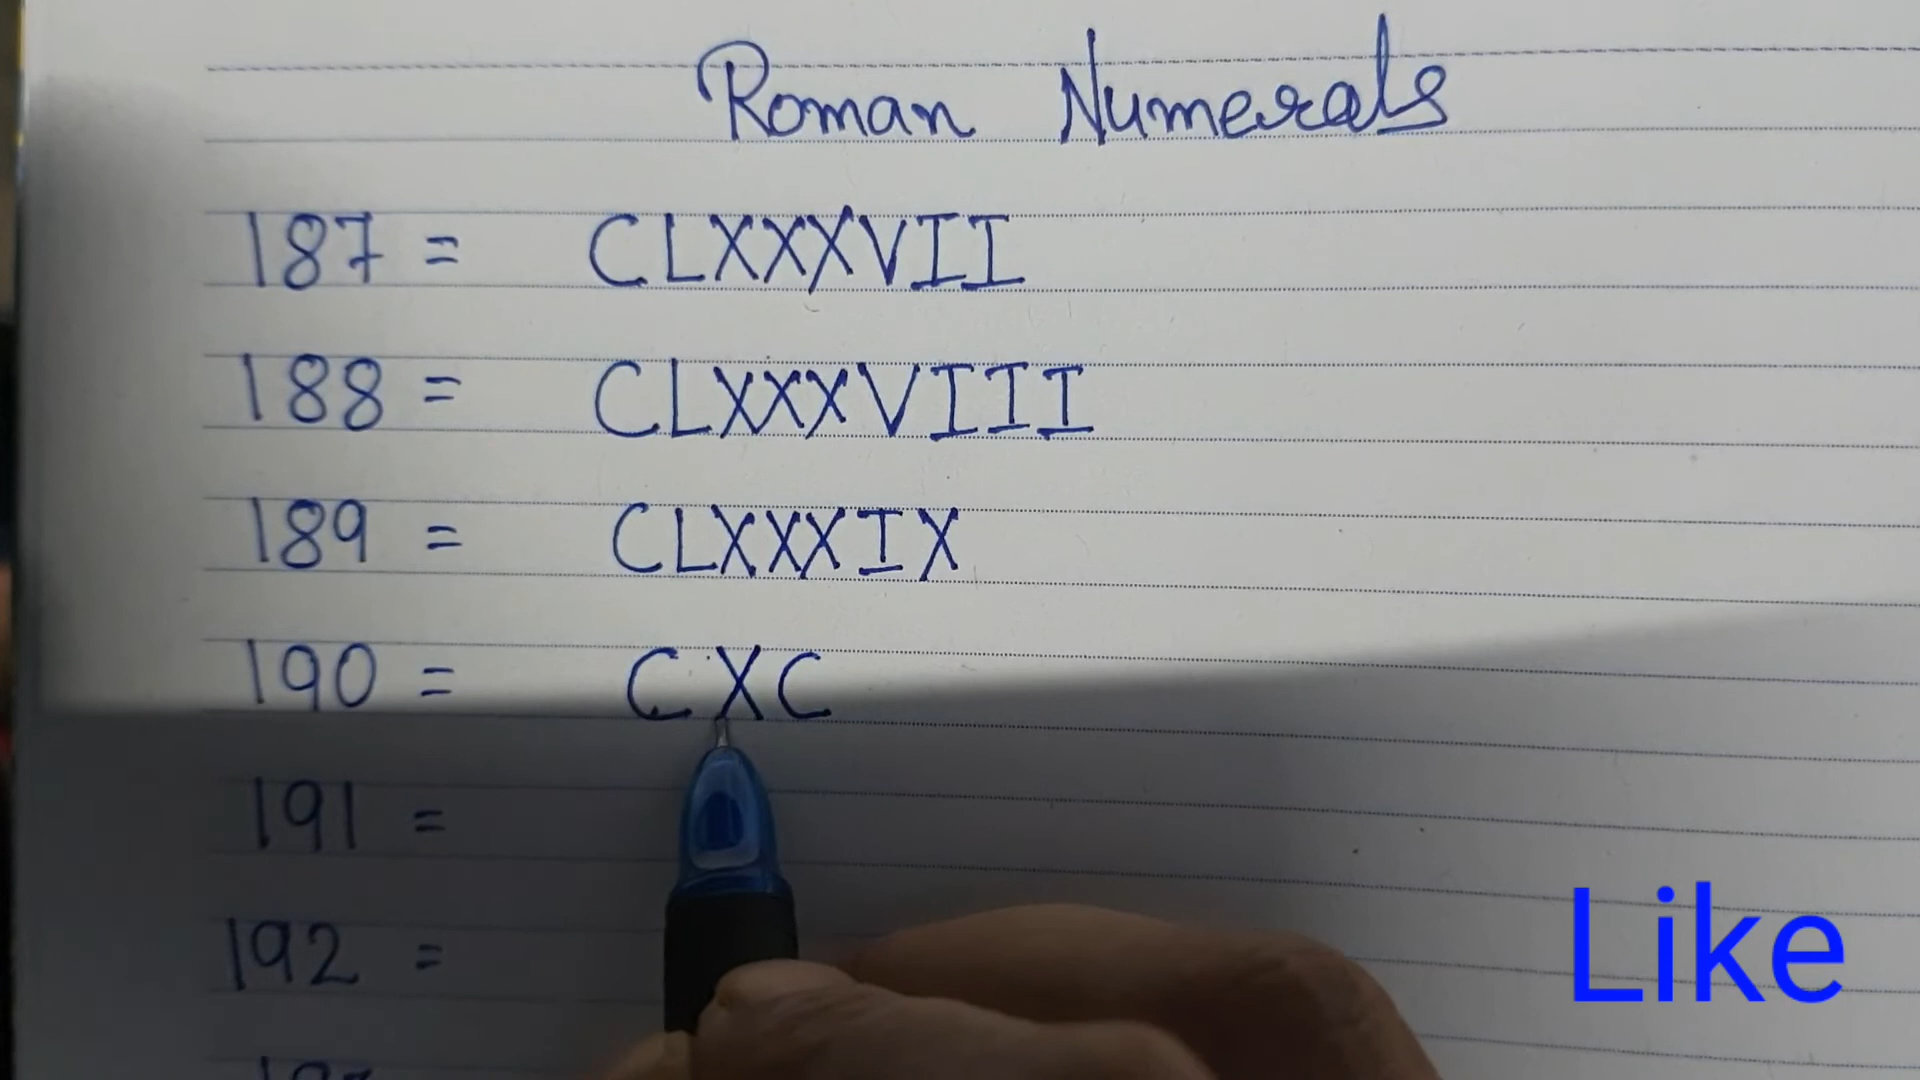 Roman Numerals
187 = CLXXXVII
188 = CLXXXVIII
189 = CLXXXIX
190 = CXC
191 =
192 =
Like